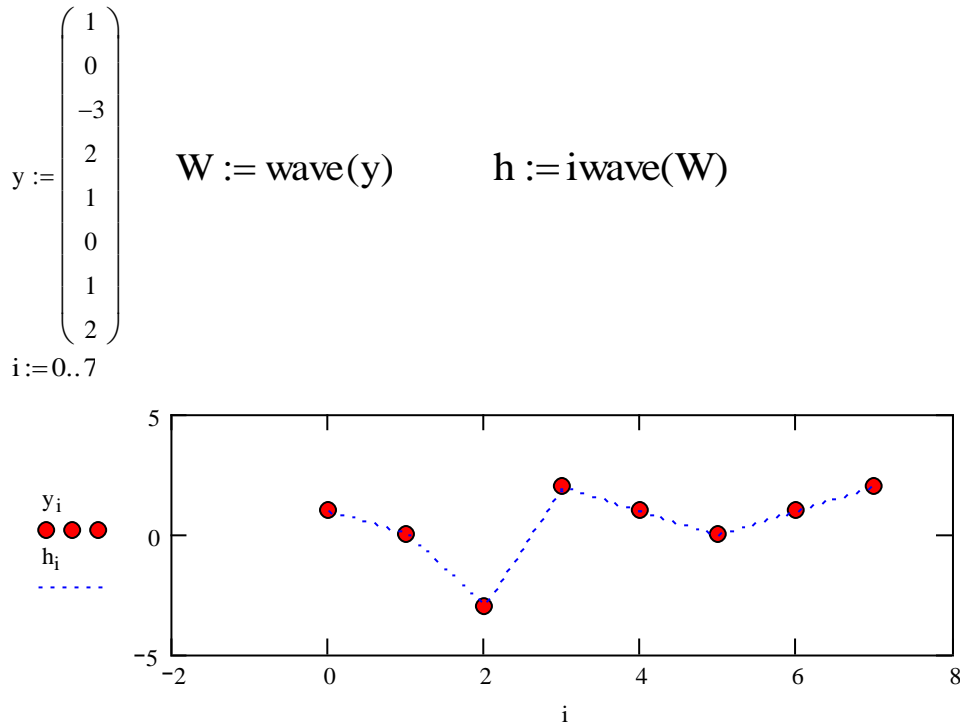 1
0
−3
2
y :=
1
0
1
2
W := wave(y)
h := iwave(W)
i := 0..7
5
0
−5
y_i
h_i
−2 0 2 4 6 8
i